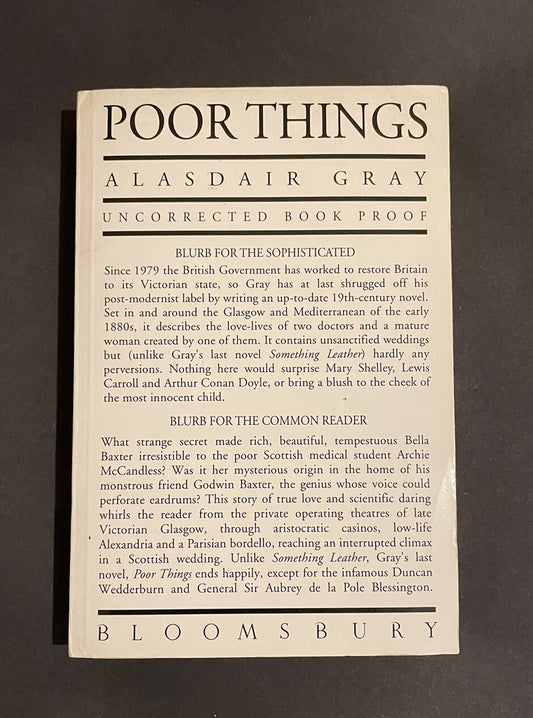 POOR THINGS
ALASDAIR GRAY
UNCORRECTED BOOK PROOF
BLURB FOR THE SOPHISTICATED
Since 1979 the British Government has worked to restore Britain
to its Victorian state, so Gray has at last shrugged off his
post-modernist label by writing an up-to-date 19th-century novel.
Set in and around the Glasgow and Mediterranean of the early
1880s, it describes the love-lives of two doctors and a mature
woman created by one of them. It contains unsanctified weddings
but (unlike Gray's last novel Something Leather) hardly any
perversions. Nothing here would surprise Mary Shelley, Lewis
Carroll and Arthur Conan Doyle, or bring a blush to the cheek of
the most innocent child.
BLURB FOR THE COMMON READER
What strange secret made rich, beautiful, tempestuous Bella
Baxter irresistible to the poor Scottish medical student Archie
McCandless? Was it her mysterious origin in the home of his
monstrous friend Godwin Baxter, the genius whose voice could
perforate eardrums? This story of true love and scientific daring
whirls the reader from the private operating theatres of late
Victorian Glasgow, through aristocratic casinos, low-life
Alexandria and a Parisian bordello, reaching an interrupted climax
in a Scottish wedding. Unlike Something Leather, Gray's last
novel, Poor Things ends happily, except for the infamous Duncan
Wedderburn and General Sir Aubrey de la Pole Blessington.
BLOOMSBURY